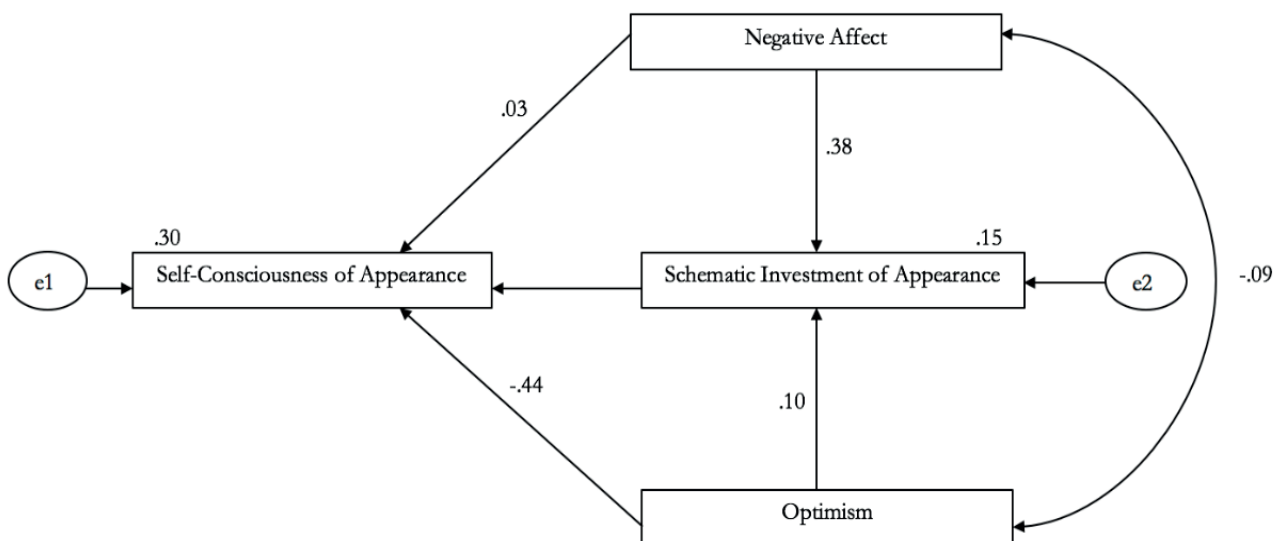 Negative Affect
.03
.38
.30
.15
e1
Self-Consciousness of Appearance
Schematic Investment of Appearance
e2
-.09
-.44
.10
Optimism